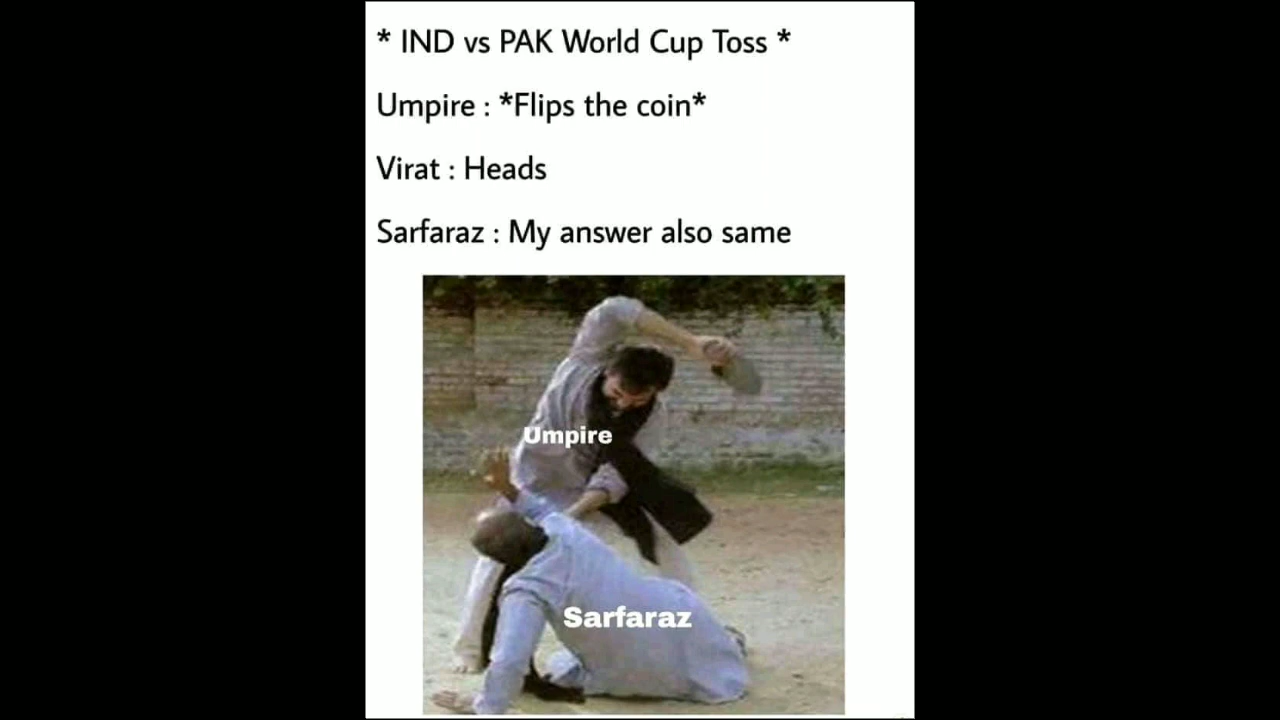 * IND vs PAK World Cup Toss *
Umpire : *Flips the coin*
Virat : Heads
Sarfaraz : My answer also same
Umpire
Sarfaraz